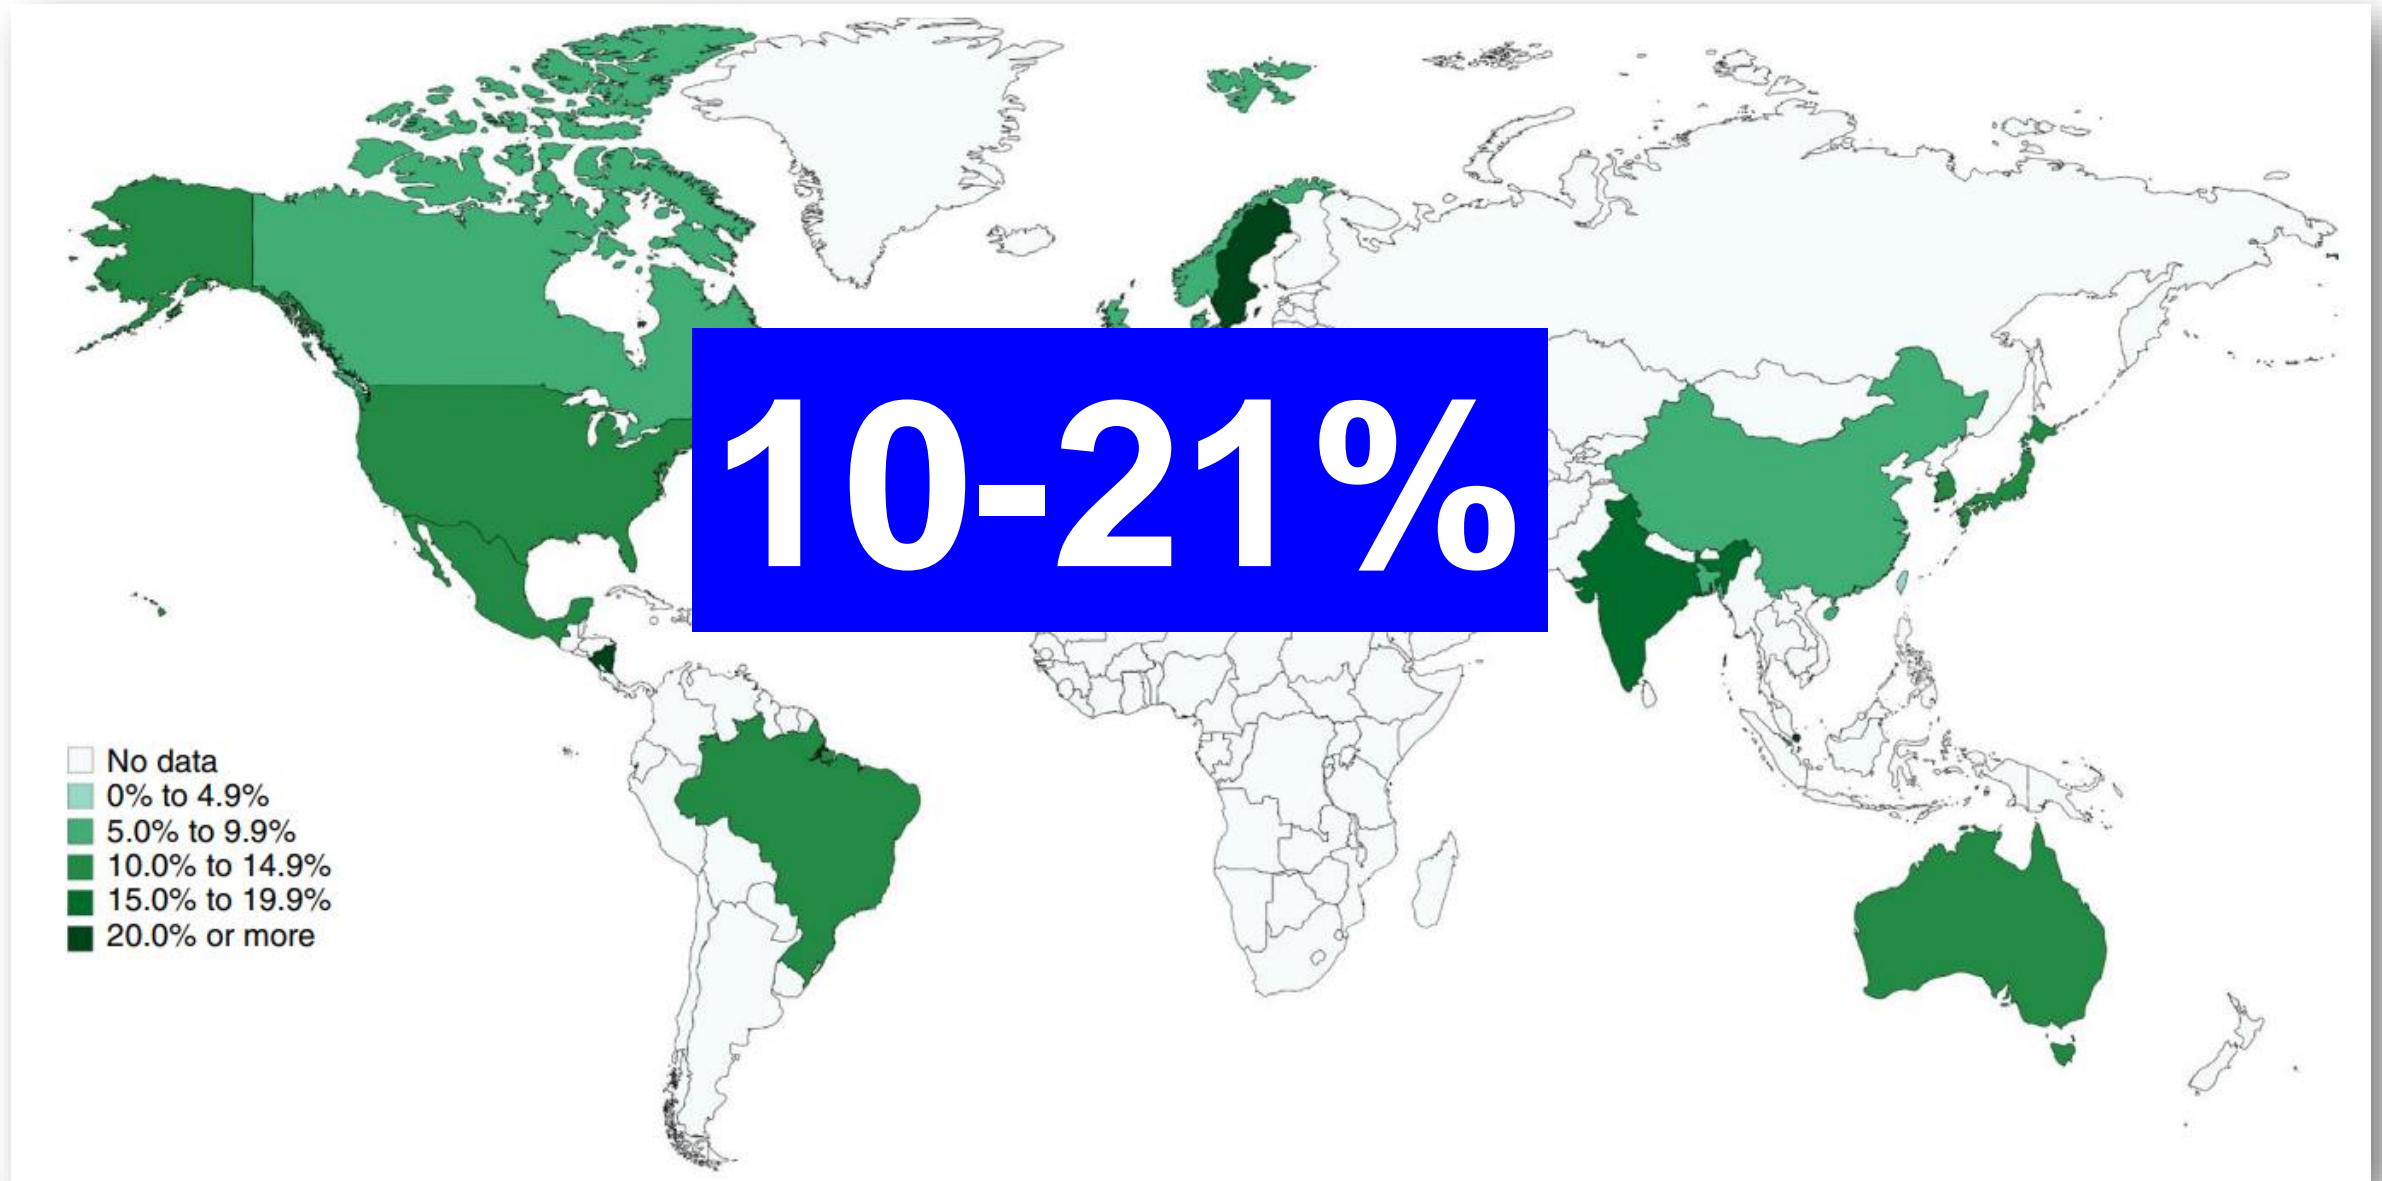 10-21%
No data
0% to 4.9%
5.0% to 9.9%
10.0% to 14.9%
15.0% to 19.9%
20.0% or more